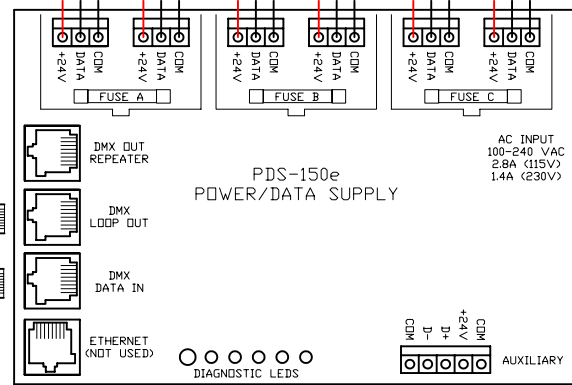 +24V DATA COM +24V DATA COM +24V DATA COM +24V DATA COM +24V DATA COM +24V DATA COM
FUSE A FUSE B FUSE C
DMX OUT
REPEATER
AC INPUT
100-240 VAC
2.8A (115V)
1.4A (230V)
PDS-150e
POWER/DATA SUPPLY
DMX
LOOP OUT
DMX
DATA IN
ETHERNET
(NOT USED)
DIAGNOSTIC LEDS
COM D- D+ +24V COM
AUXILIARY